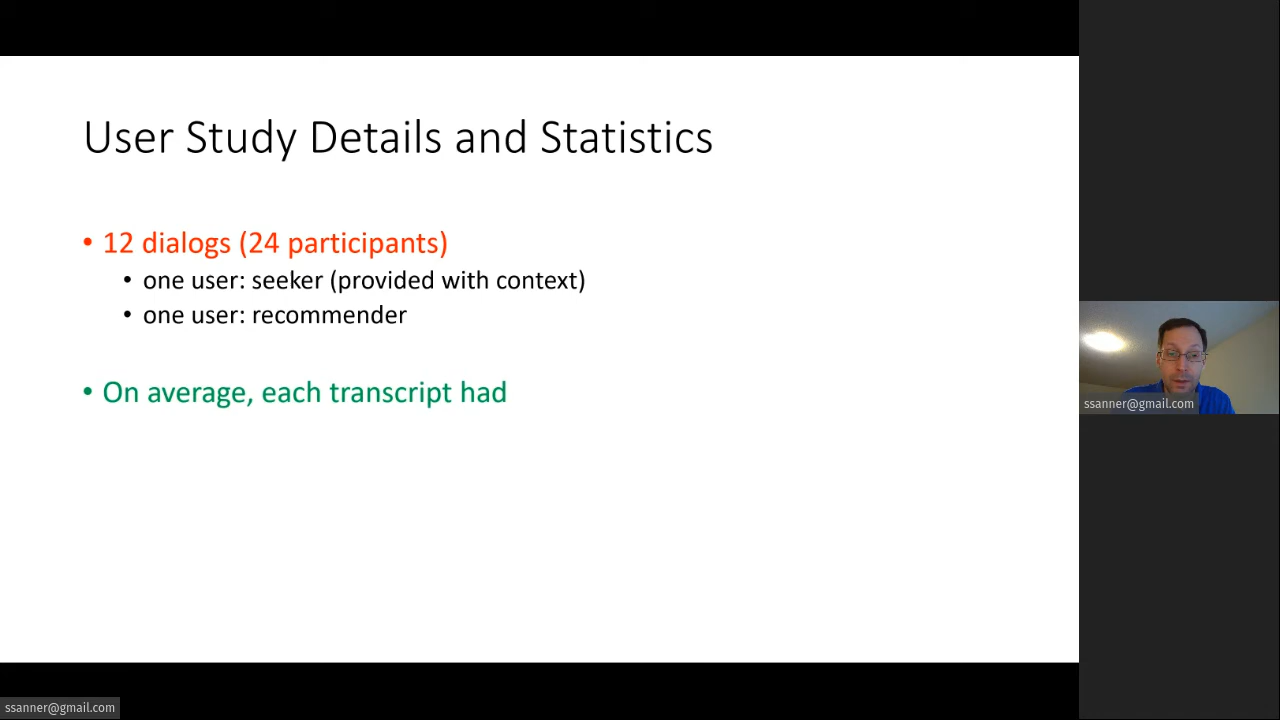 User Study Details and Statistics
• 12 dialogs (24 participants)
• one user: seeker (provided with context)
• one user: recommender
• On average, each transcript had
ssanner@gmail.com
ssanner@gmail.com